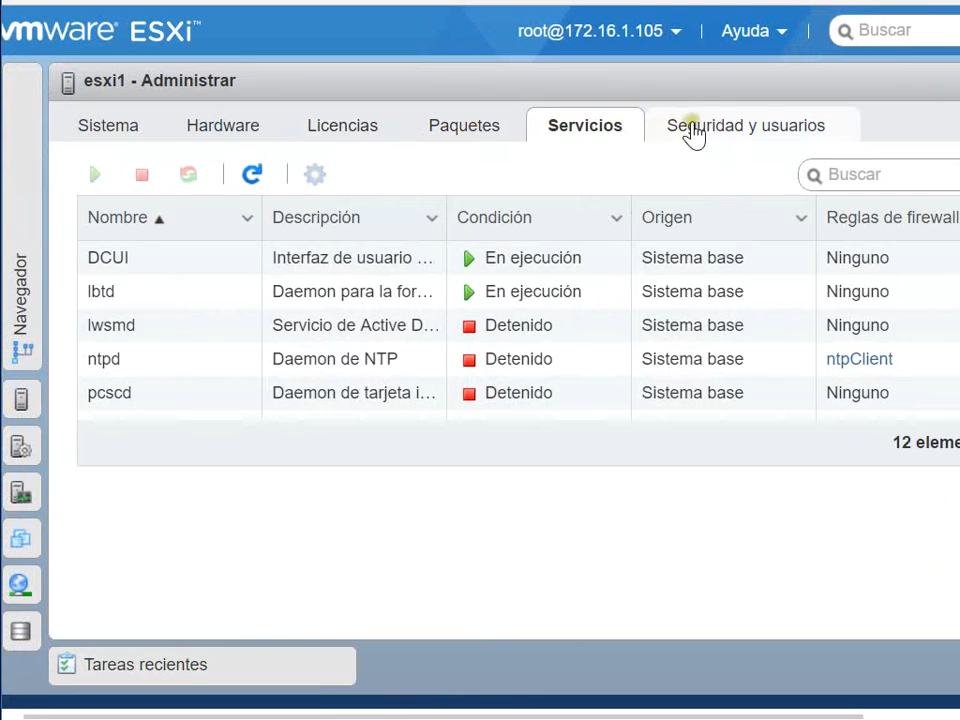 vmware ESXi™
root@172.16.1.105
Ayuda
Buscar
esxi1 - Administrar
Sistema Hardware Licencias Paquetes Servicios Seguridad y usuarios
Buscar
Nombre Descripción Condición Origen Reglas de firewall
DCUI Interfaz de usuario ... En ejecución Sistema base Ninguno
lbtd Daemon para la for... En ejecución Sistema base Ninguno
lwsmd Servicio de Active D... Detenido Sistema base Ninguno
ntpd Daemon de NTP Detenido Sistema base ntpClient
pcscd Daemon de tarjeta i... Detenido Sistema base Ninguno
12 eleme
Navegador
Tareas recientes